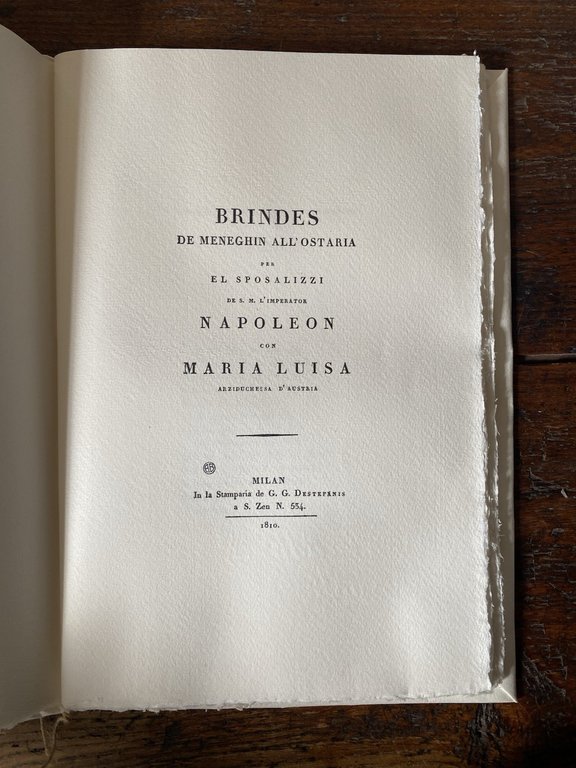 BRINDES
DE MENEGHIN ALL'OSTARIA
PER
EL SPOSALIZZI
DE S. M. L'IMPERATOR
NAPOLEON
CON
MARIA LUISA
ARZIDUCHESSA D'AUSTRIA
MILAN
In la Stamparia de G. G. DESTEFÉNIS
a S. Zen N. 534.
1810.